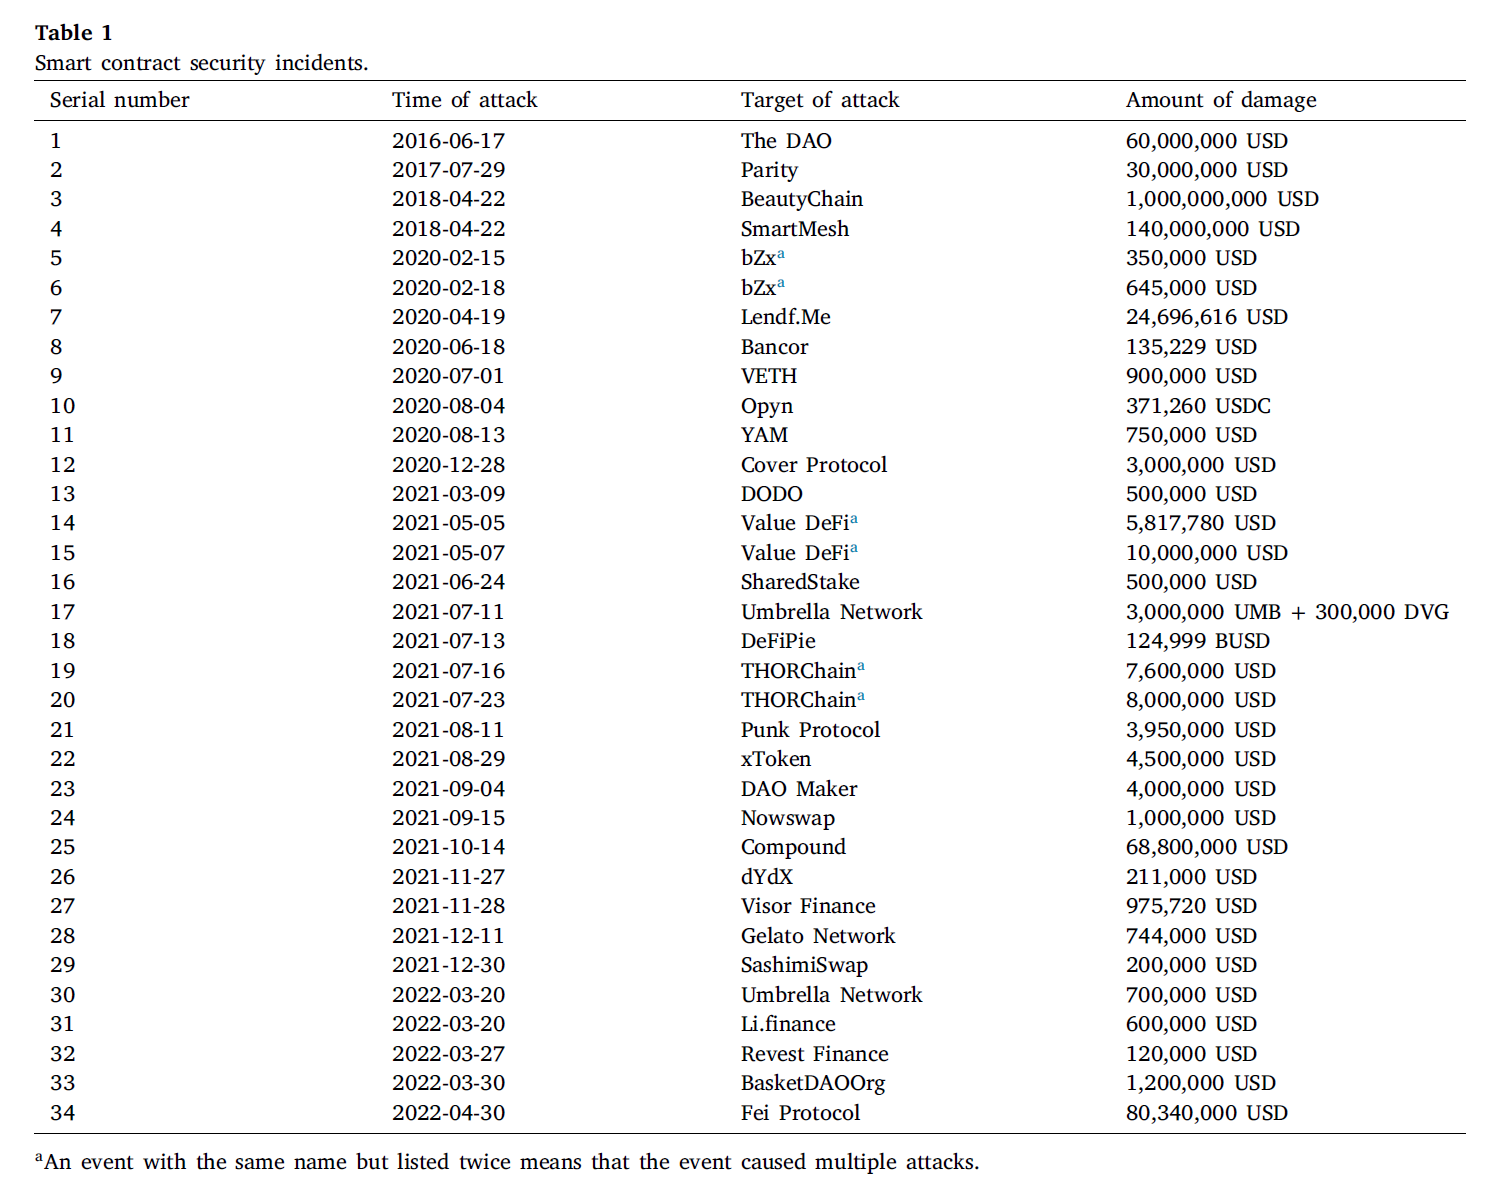 Table 1
Smart contract security incidents.
Serial number Time of attack Target of attack Amount of damage
1 2016-06-17 The DAO 60,000,000 USD
2 2017-07-29 Parity 30,000,000 USD
3 2018-04-22 BeautyChain 1,000,000,000 USD
4 2018-04-22 SmartMesh 140,000,000 USD
5 2020-02-15 bZxa 350,000 USD
6 2020-02-18 bZxa 645,000 USD
7 2020-04-19 Lendf.Me 24,696,616 USD
8 2020-06-18 Bancor 135,229 USD
9 2020-07-01 VETH 900,000 USD
10 2020-08-04 Opyn 371,260 USDC
11 2020-08-13 YAM 750,000 USD
12 2020-12-28 Cover Protocol 3,000,000 USD
13 2021-03-09 DODO 500,000 USD
14 2021-05-05 Value DeFia 5,817,780 USD
15 2021-05-07 Value DeFia 10,000,000 USD
16 2021-06-24 SharedStake 500,000 USD
17 2021-07-11 Umbrella Network 3,000,000 UMB + 300,000 DVG
18 2021-07-13 DeFiPie 124,999 BUSD
19 2021-07-16 THORChaina 7,600,000 USD
20 2021-07-23 THORChaina 8,000,000 USD
21 2021-08-11 Punk Protocol 3,950,000 USD
22 2021-08-29 xToken 4,500,000 USD
23 2021-09-04 DAO Maker 4,000,000 USD
24 2021-09-15 Nowswap 1,000,000 USD
25 2021-10-14 Compound 68,800,000 USD
26 2021-11-27 dYdX 211,000 USD
27 2021-11-28 Visor Finance 975,720 USD
28 2021-12-11 Gelato Network 744,000 USD
29 2021-12-30 SashimiSwap 200,000 USD
30 2022-03-20 Umbrella Network 700,000 USD
31 2022-03-20 Li.finance 600,000 USD
32 2022-03-27 Revest Finance 120,000 USD
33 2022-03-30 BasketDAOOrg 1,200,000 USD
34 2022-04-30 Fei Protocol 80,340,000 USD
aAn event with the same name but listed twice means that the event caused multiple attacks.